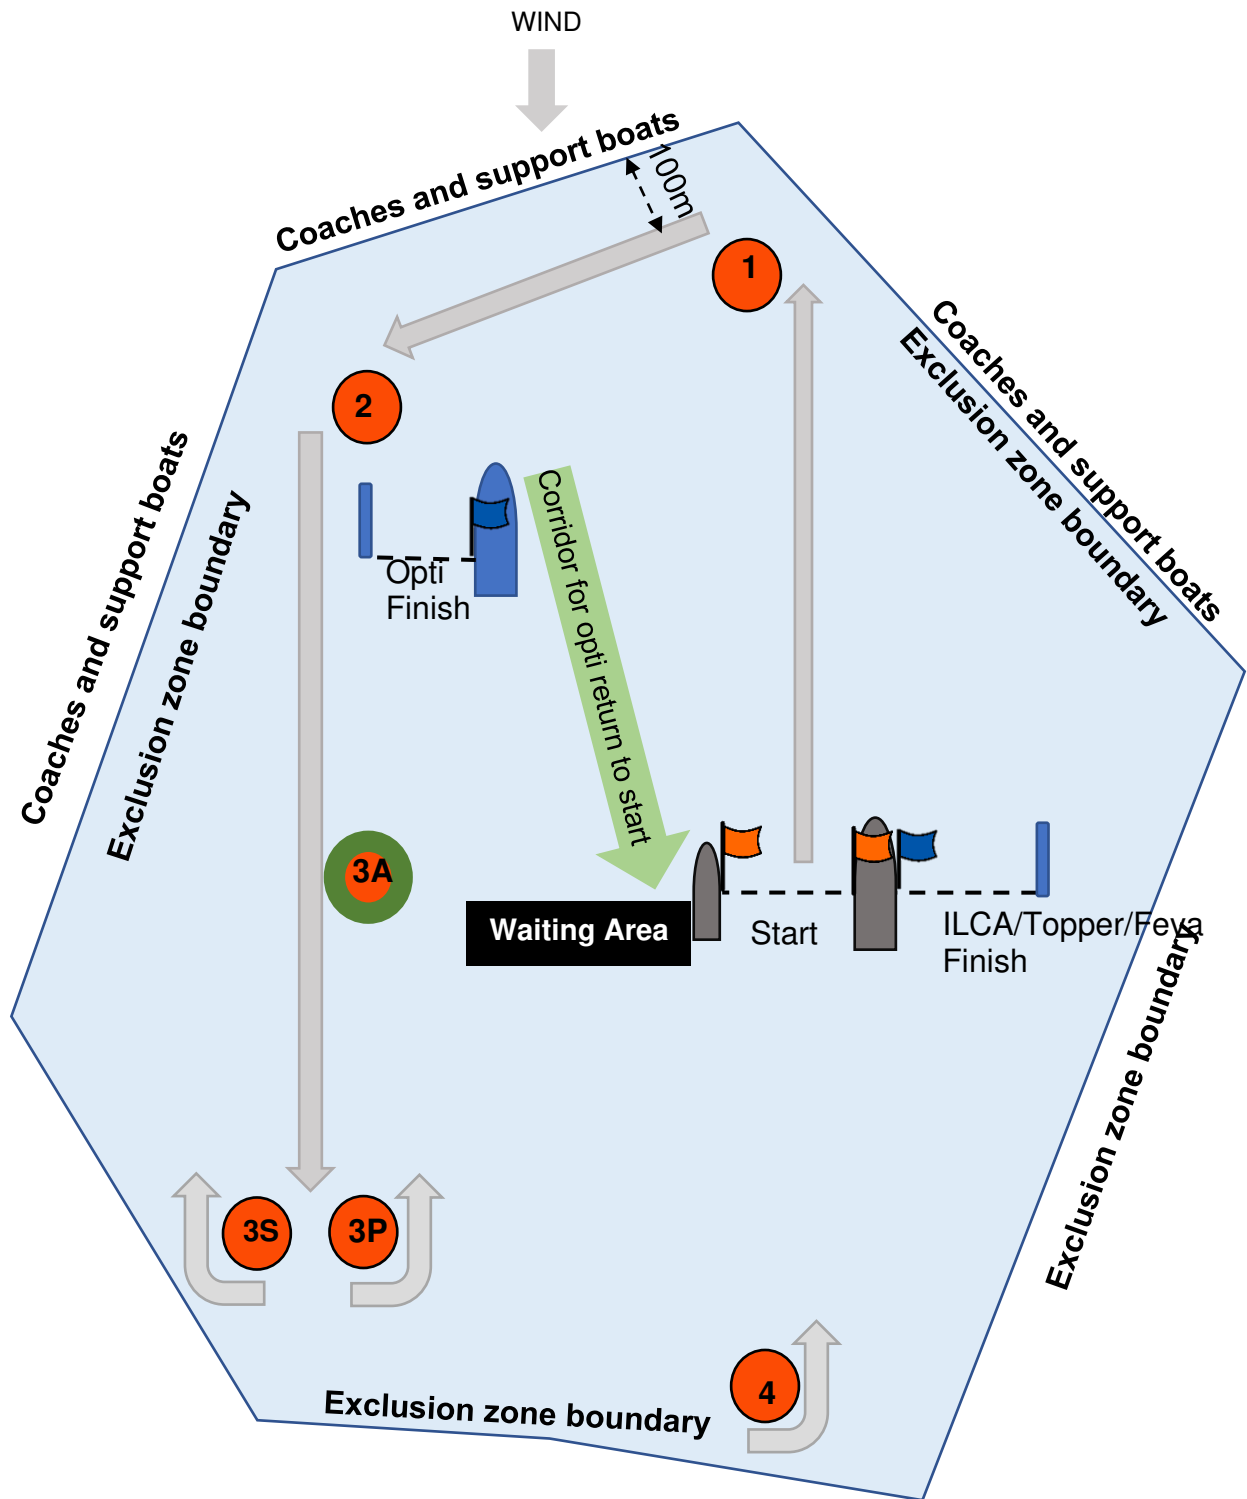 WIND
Coaches and support boats
100m
1
Coaches and support boats
Exclusion zone boundary
2
Coaches and support boats
Exclusion zone boundary
Opti
Finish
Corridor for opti return to start
3A
Waiting Area
Start
ILCA/Topper/Feva
Finish
Exclusion zone boundary
3S
3P
4
Exclusion zone boundary